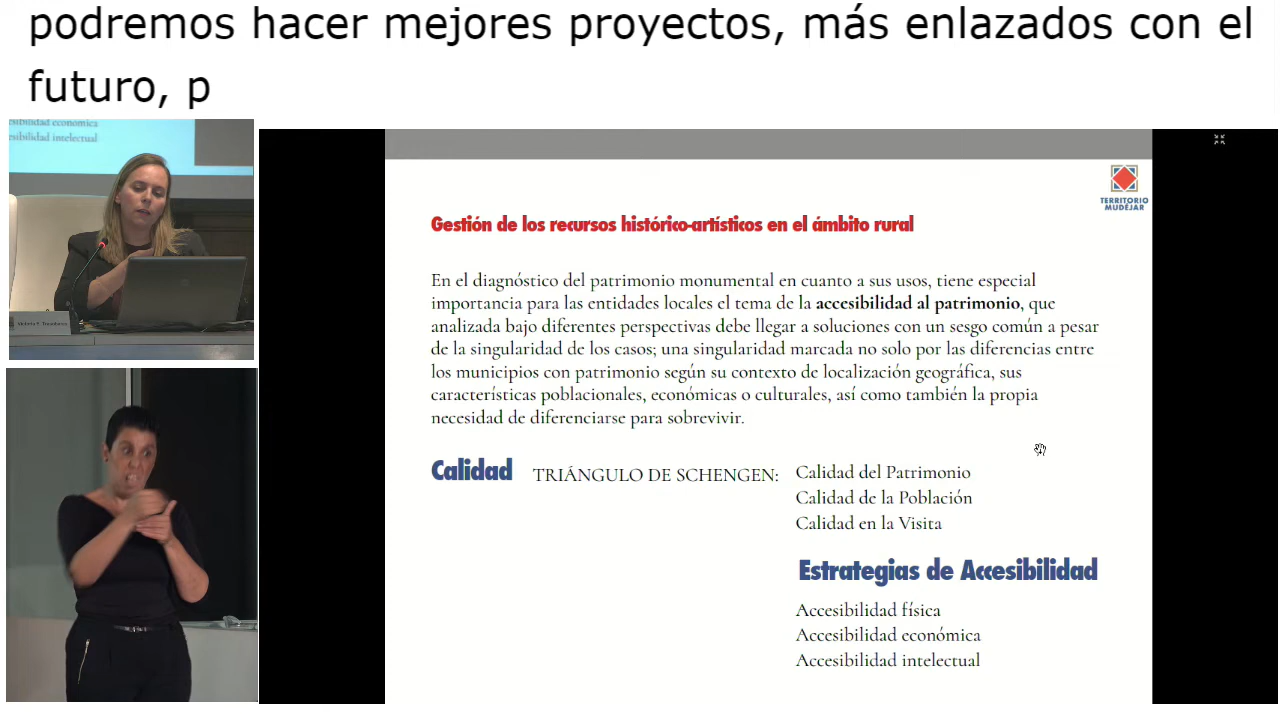 podremos hacer mejores proyectos, más enlazados con el
futuro, p
sibilidad económica
sibilidad intelectual
TERRITORIO
MUDÉJAR
Gestión de los recursos histórico-artísticos en el ámbito rural
En el diagnóstico del patrimonio monumental en cuanto a sus usos, tiene especial
importancia para las entidades locales el tema de la accesibilidad al patrimonio, que
analizada bajo diferentes perspectivas debe llegar a soluciones con un sesgo común a pesar
de la singularidad de los casos; una singularidad marcada no solo por las diferencias entre
los municipios con patrimonio según su contexto de localización geográfica, sus
características poblacionales, económicas o culturales, así como también la propia
necesidad de diferenciarse para sobrevivir.
Calidad TRIÁNGULO DE SCHENGEN: Calidad del Patrimonio
Calidad de la Población
Calidad en la Visita
Estrategias de Accesibilidad
Accesibilidad física
Accesibilidad económica
Accesibilidad intelectual